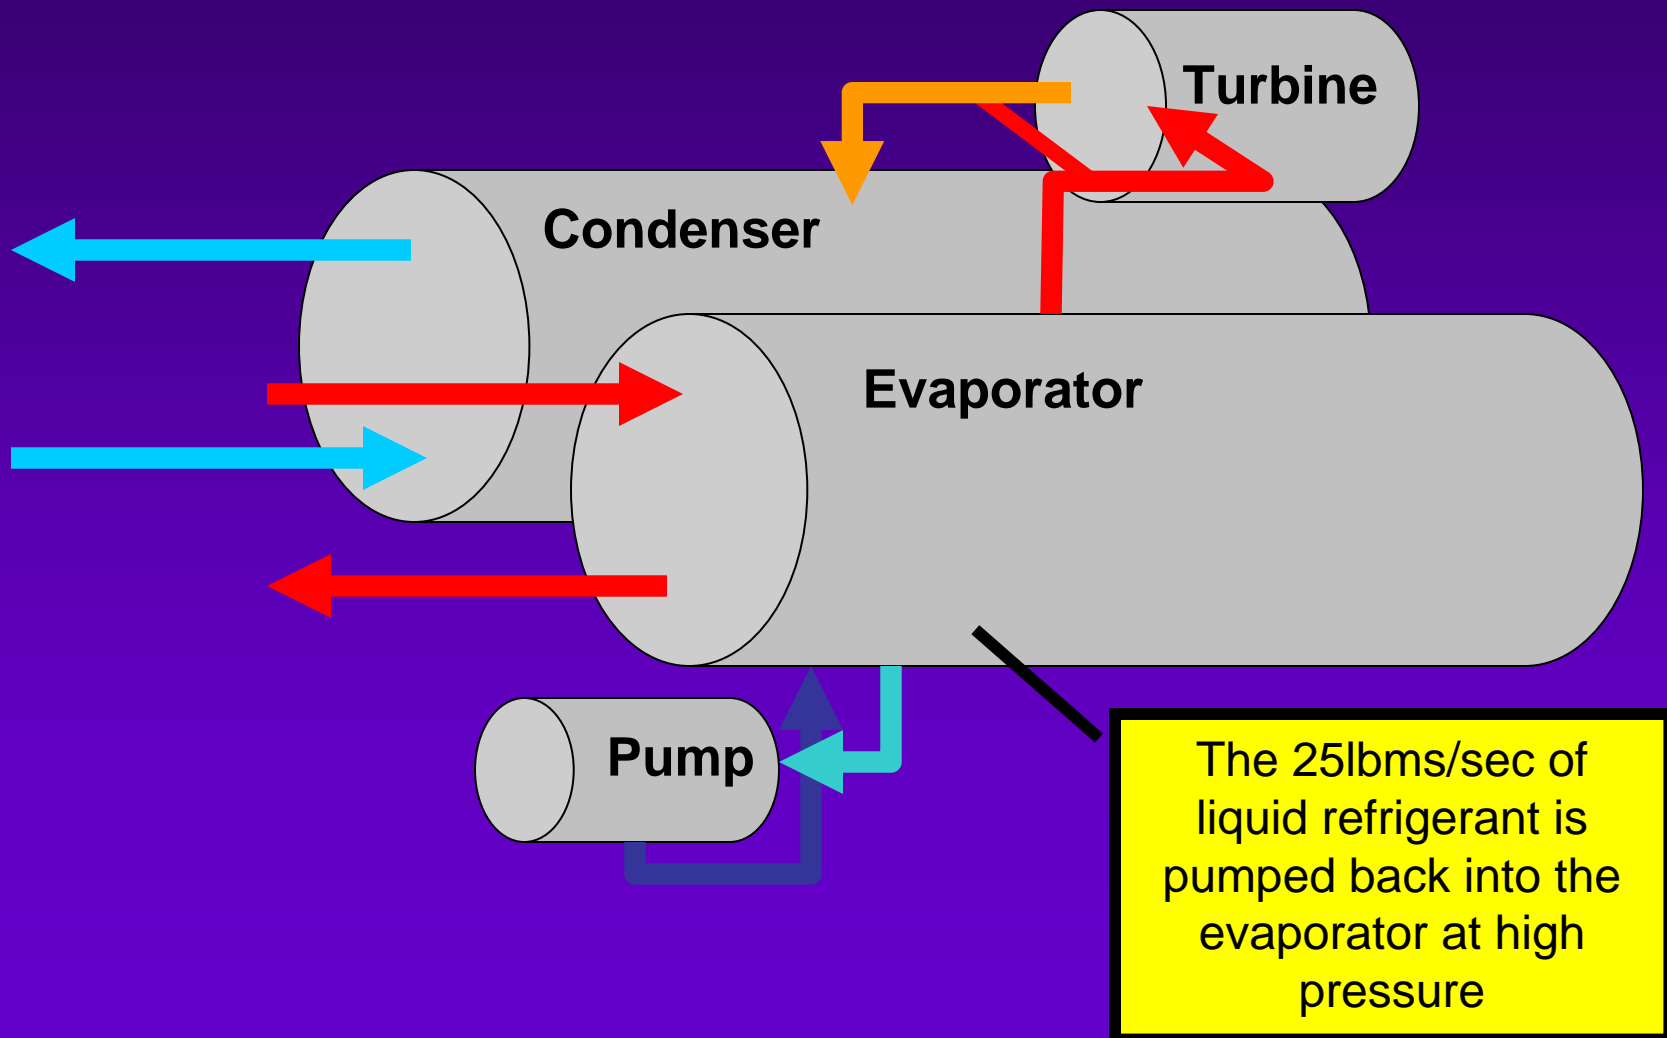 Turbine
Condenser
Evaporator
Pump
The 25lbms/sec of
liquid refrigerant is
pumped back into the
evaporator at high
pressure